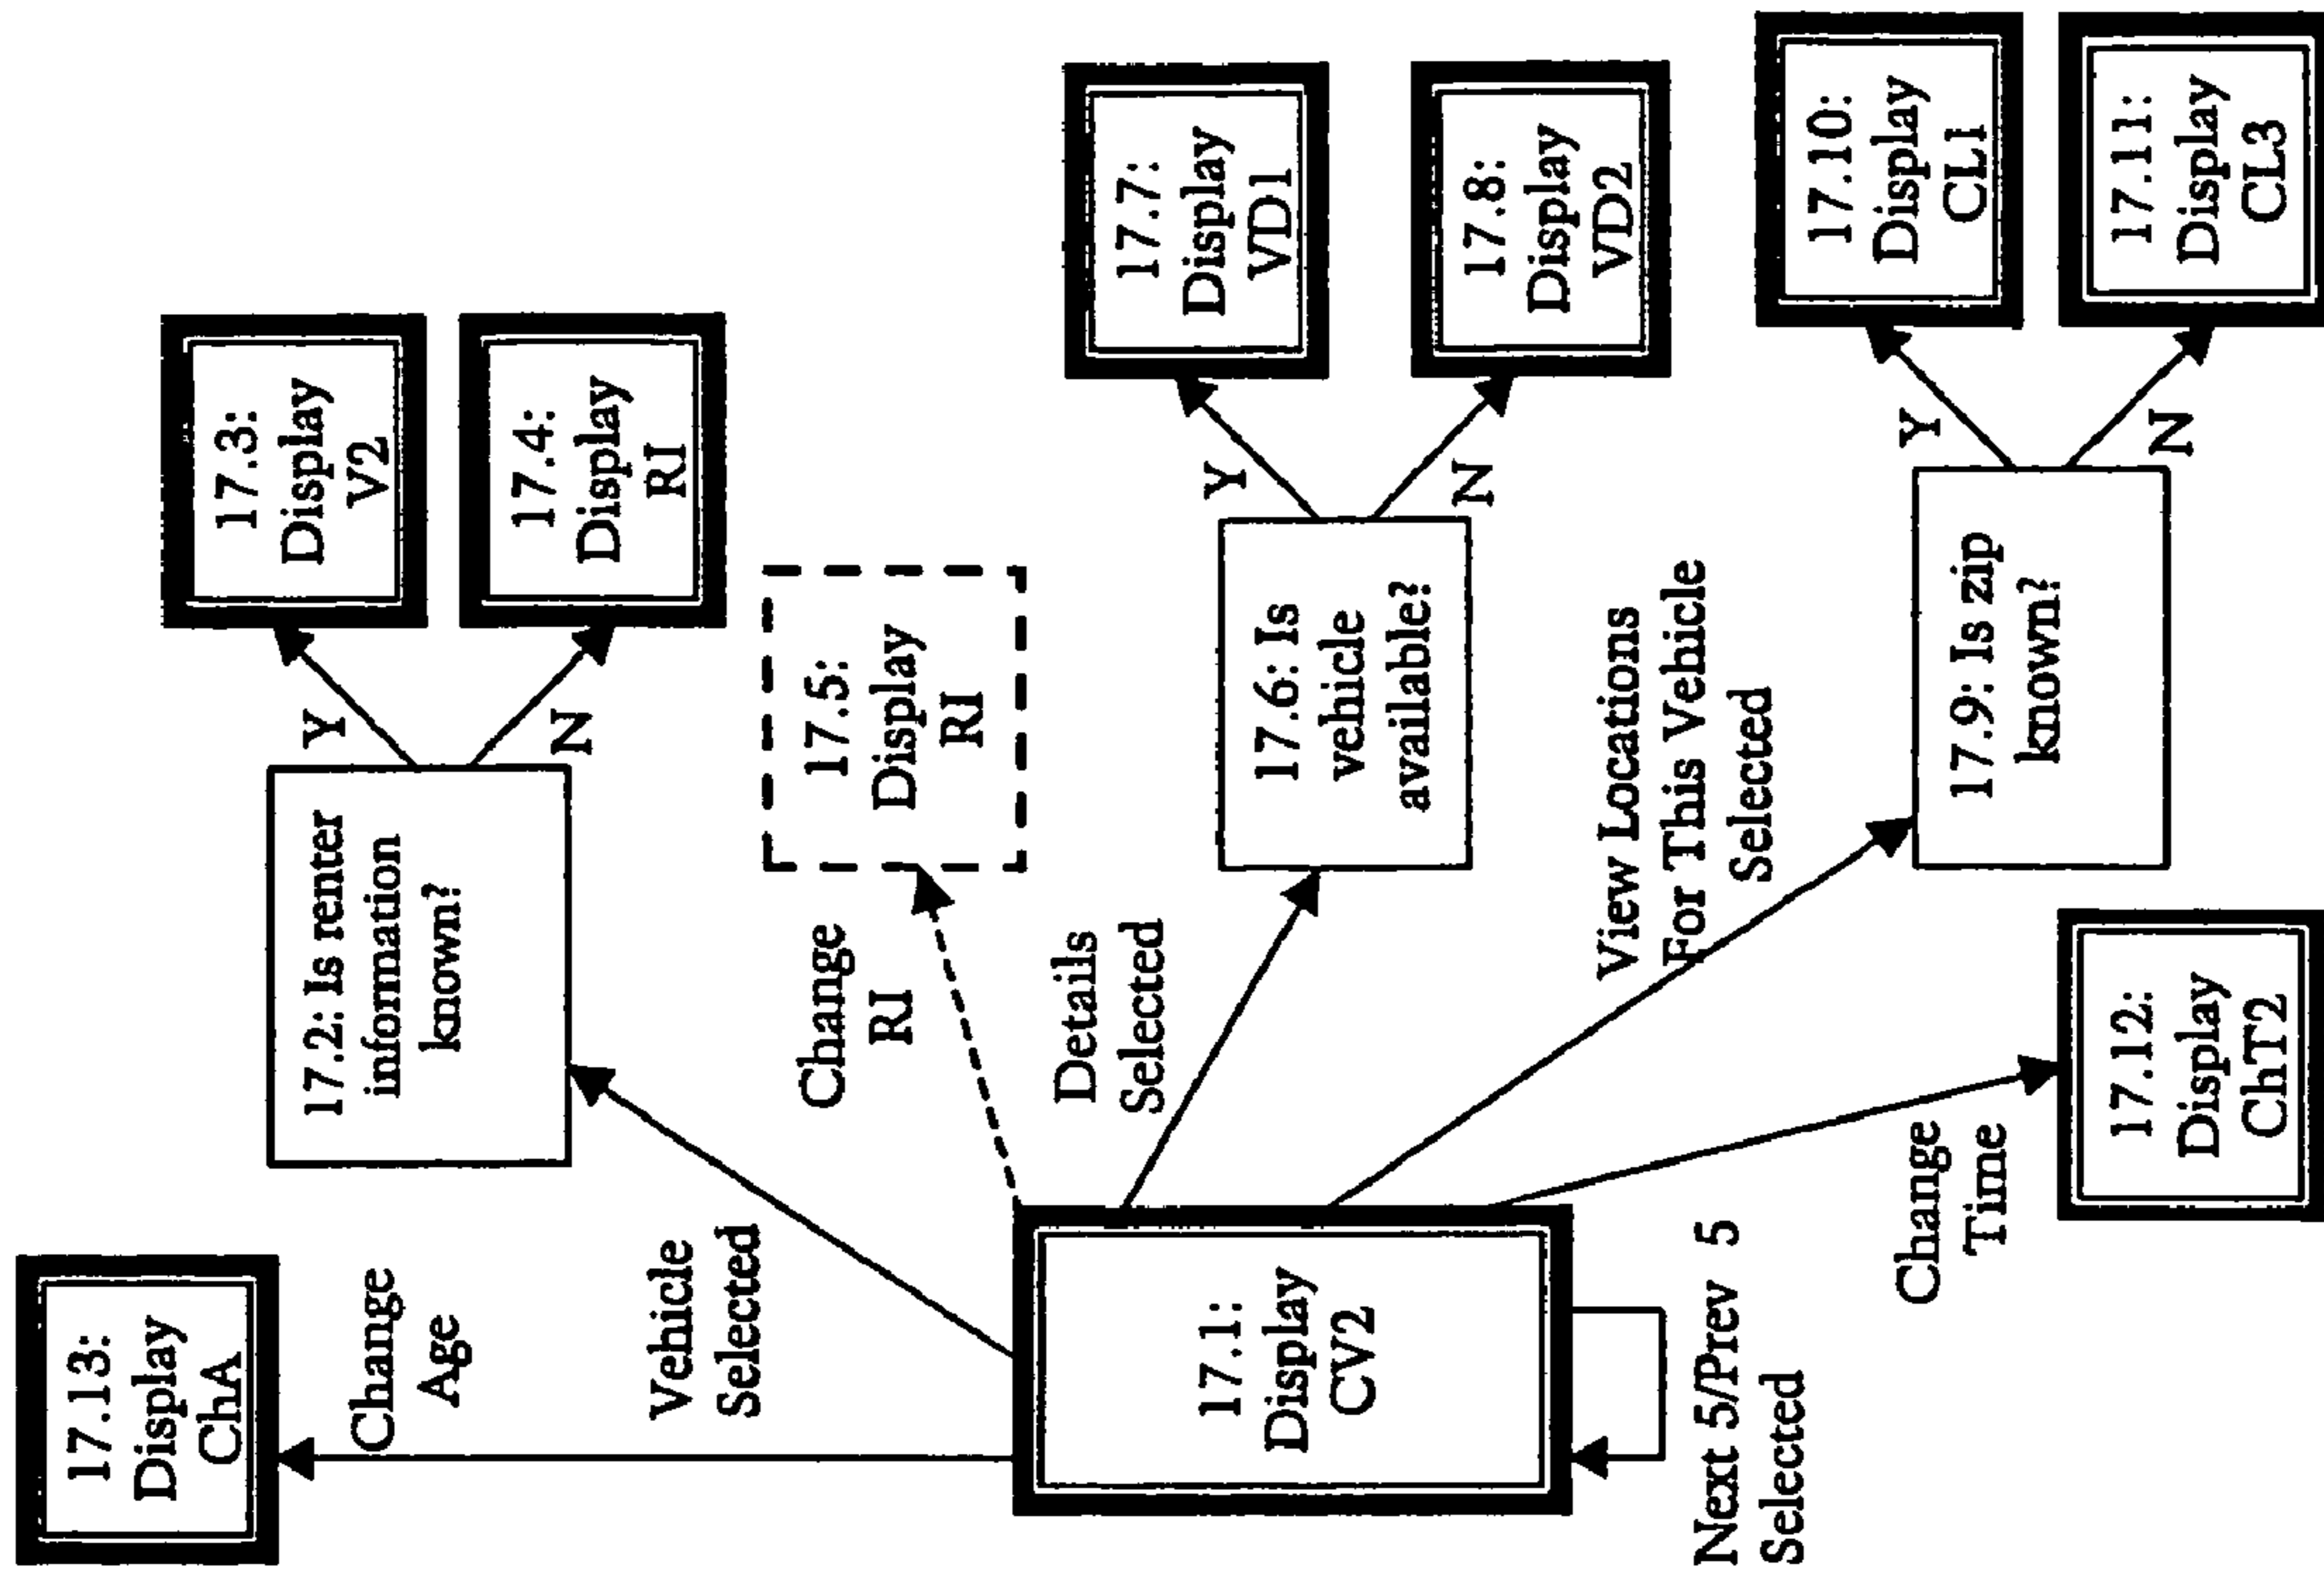 17.13:
Display
ChA
Change
Age
Vehicle
Selected
17.2: Is renter
information
known?
Y
N
17.3:
Display
V2
17.4:
Display
RI
Change
RI
17.5:
Display
RI
17.1:
Display
CV2
Details
Selected
17.6: Is
vehicle
available?
Y
N
17.7:
Display
VD1
17.8:
Display
VD2
View Locations
For This Vehicle
Selected
17.9: Is zip
known?
Y
N
17.10:
Display
CL1
17.11:
Display
CL3
Next 5/Prev 5
Selected
Change
Time
17.12:
Display
ChT2